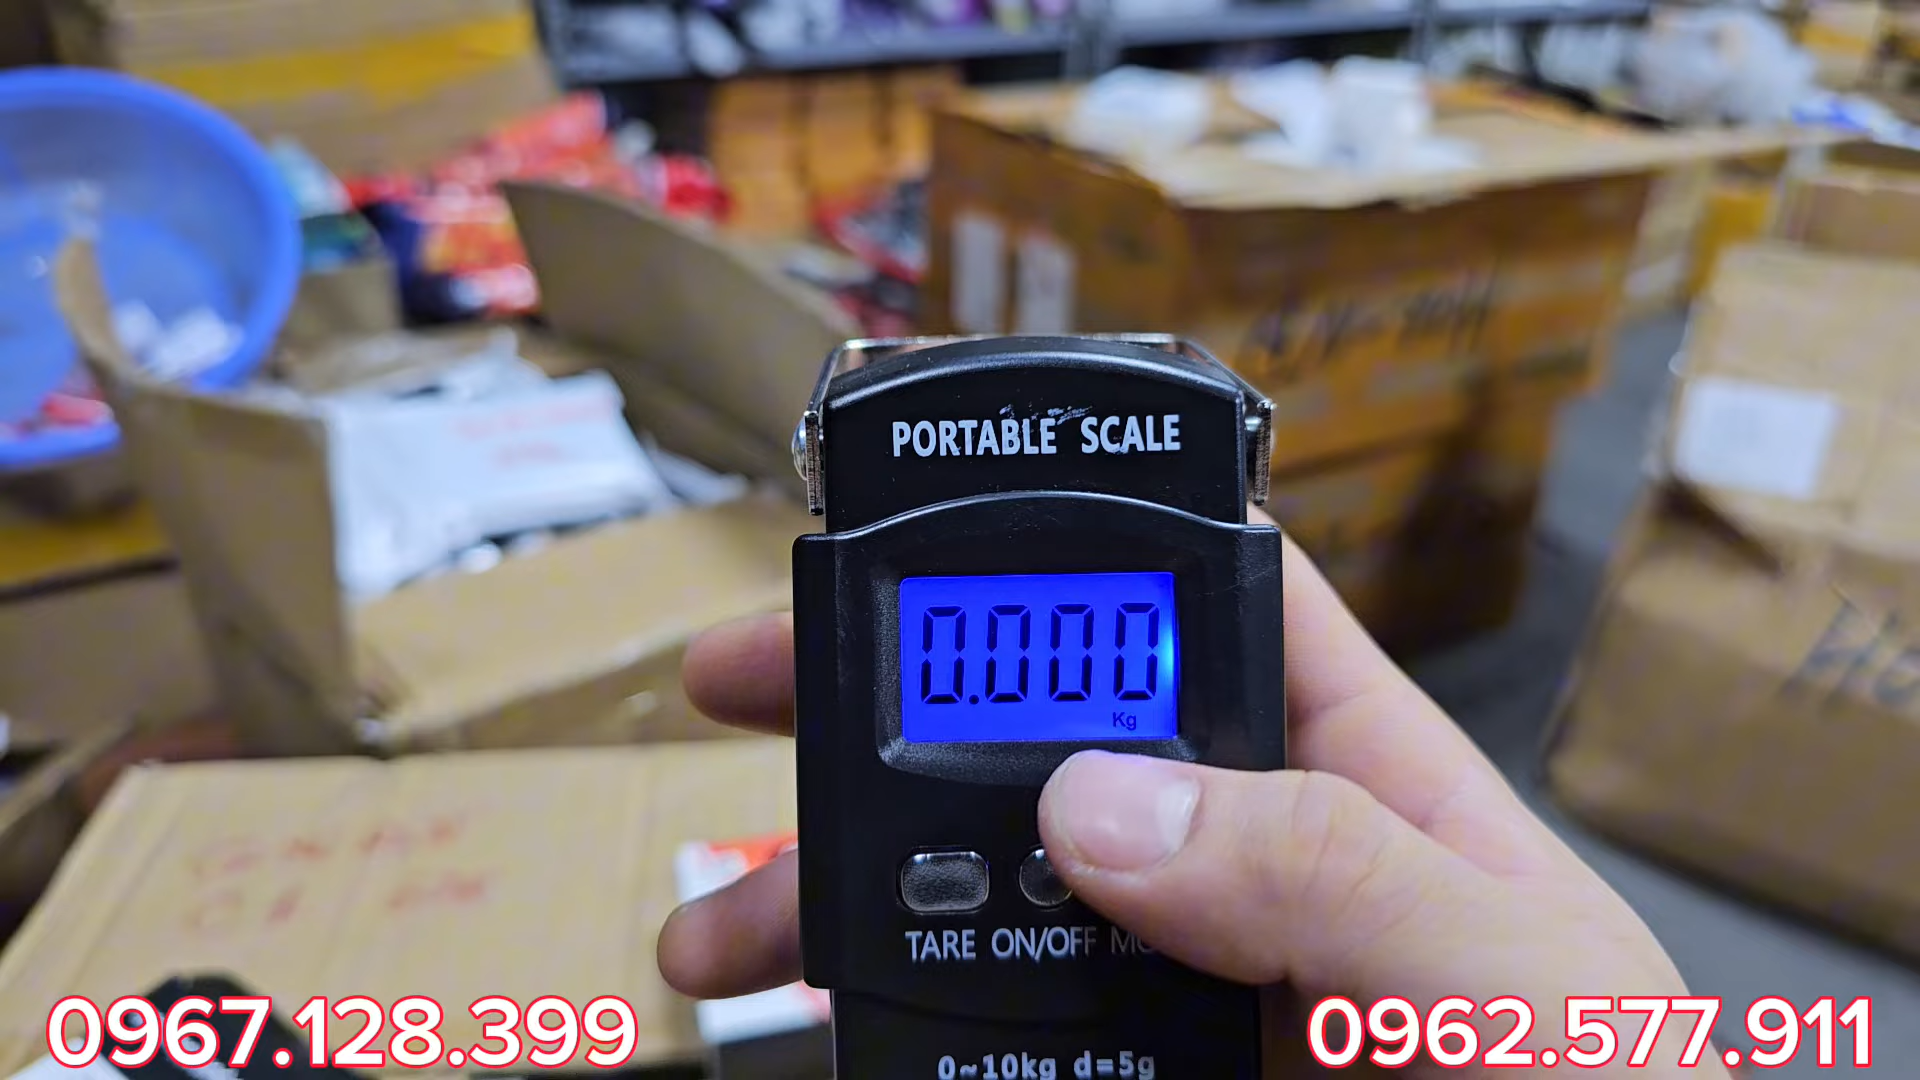 PORTABLE SCALE
0.000
Kg
TARE ON/OFF
0~10kg d=5g
0967.128.399
0962.577.911